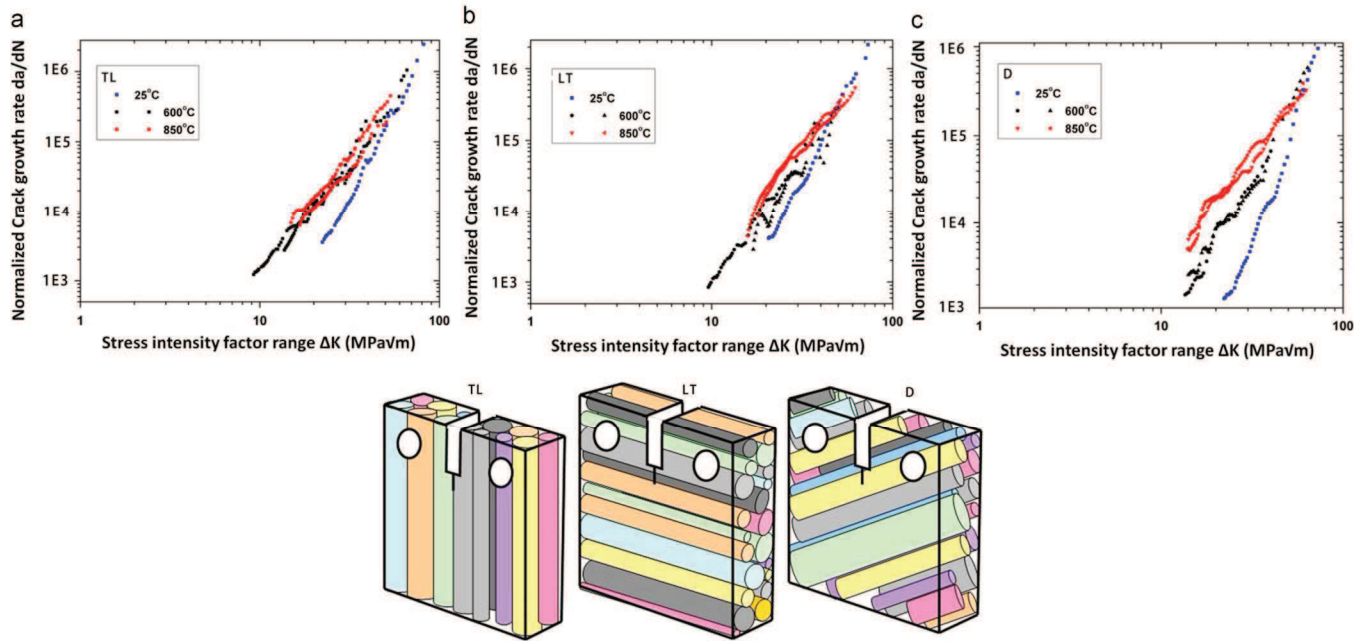 a
Normalized Crack growth rate da/dN
1E6
1E5
1E4
1E3
TL
25°C
600°C
850°C
1
10
100
Stress intensity factor range ΔK (MPa√m)
b
Normalized Crack growth rate da/dN
1E6
1E5
1E4
1E3
LT
25°C
600°C
850°C
1
10
100
Stress intensity factor range ΔK (MPa√m)
c
Normalized Crack growth rate da/dN
1E6
1E5
1E4
1E3
D
25°C
600°C
850°C
1
10
100
Stress intensity factor range ΔK (MPa√m)
TL
LT
D